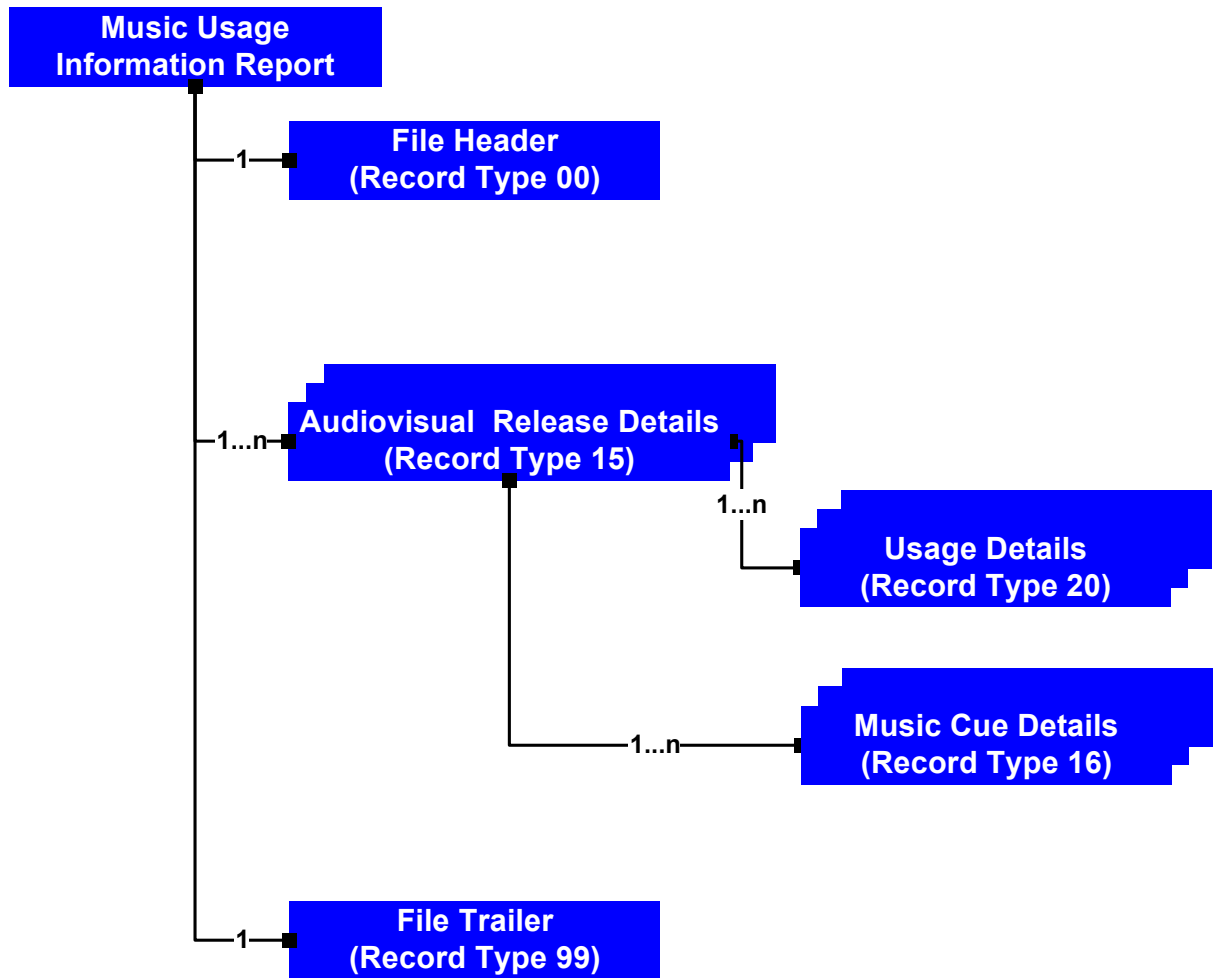 Music Usage
Information Report
1
File Header
(Record Type 00)
1...n
Audiovisual  Release Details
(Record Type 15)
1...n
Usage Details
(Record Type 20)
1...n
Music Cue Details
(Record Type 16)
1
File Trailer
(Record Type 99)